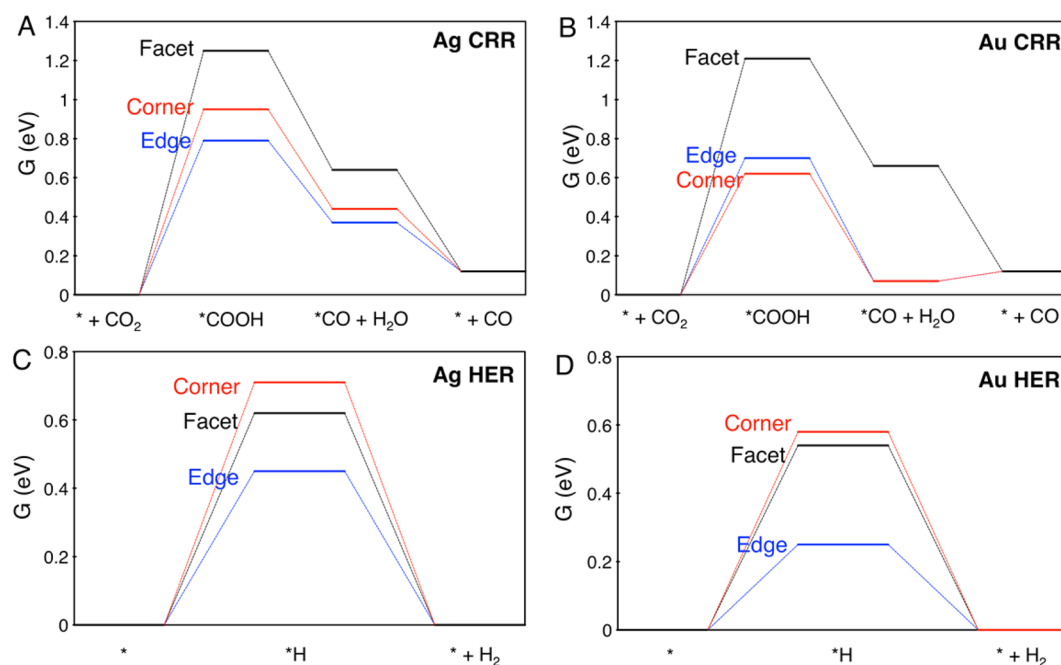 A
Ag CRR
G (eV)
1.4
1.2
1
0.8
0.6
0.4
0.2
0
Facet
Corner
Edge
* + CO₂
*COOH
*CO + H₂O
* + CO
B
Au CRR
G (eV)
1.4
1.2
1
0.8
0.6
0.4
0.2
0
Facet
Edge
Corner
* + CO₂
*COOH
*CO + H₂O
* + CO
C
Ag HER
G (eV)
0.8
0.6
0.4
0.2
0
Corner
Facet
Edge
*
*H
* + H₂
D
Au HER
G (eV)
0.8
0.6
0.4
0.2
0
Corner
Facet
Edge
*
*H
* + H₂